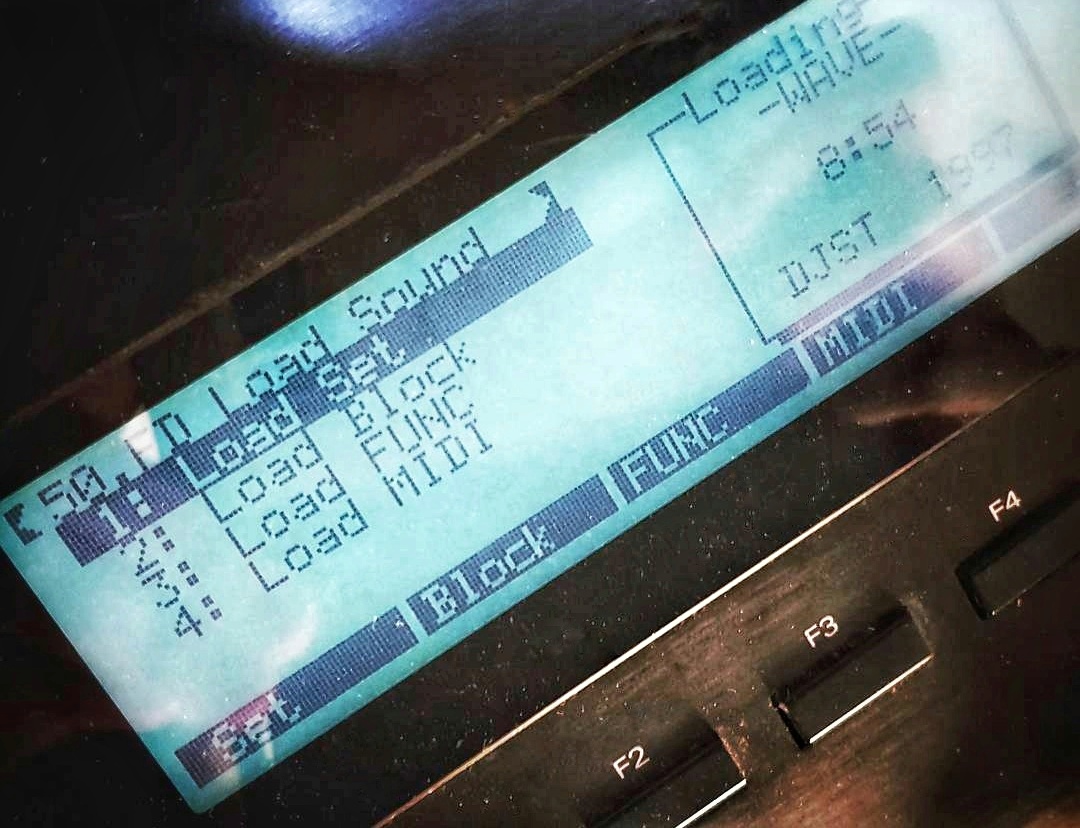 50.FD Load Sound
1: Load Set
2: Load Block
3: Load FUNC
4: Load MIDI
Loading
-WAVE-
8:54
1997
DJST
Set Block FUNC MIDI
F2 F3 F4